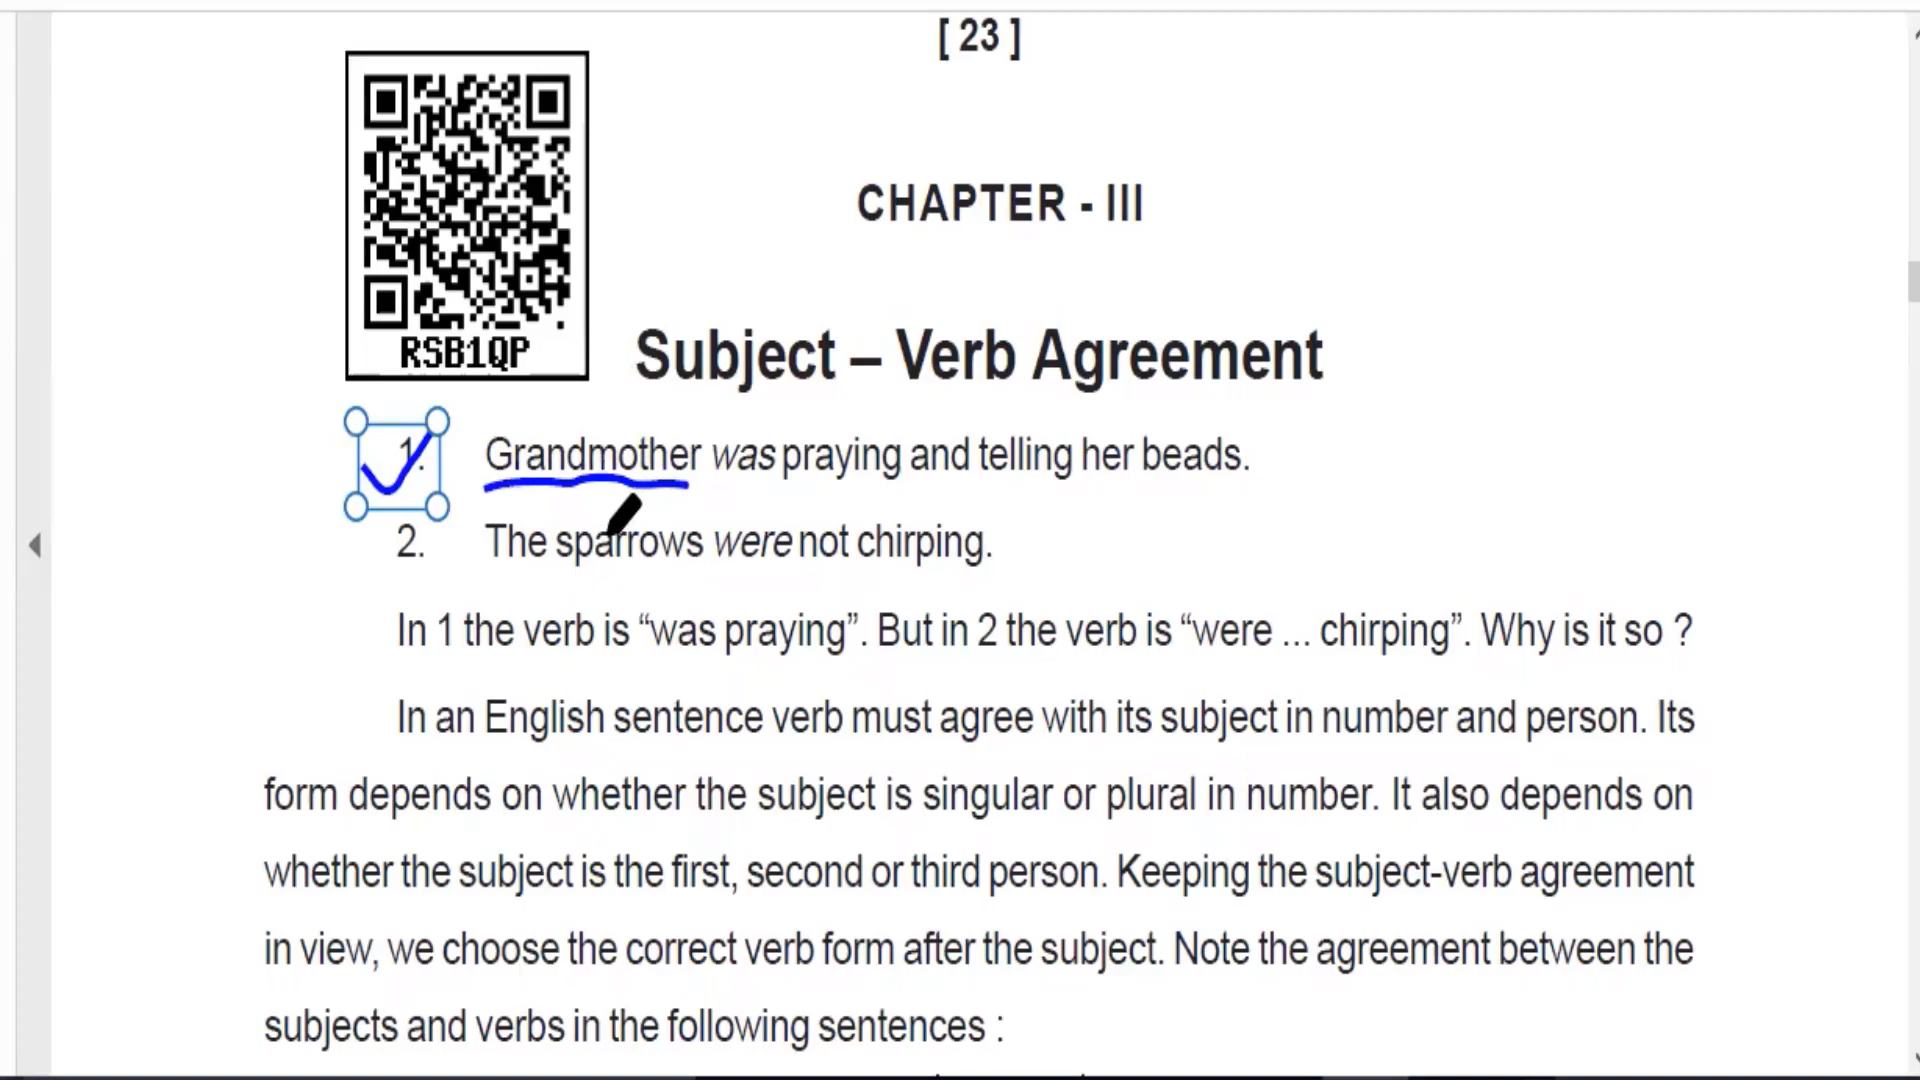 [ 23 ]
RSB1QP
CHAPTER - III
Subject – Verb Agreement
1. Grandmother was praying and telling her beads.
2. The sparrows were not chirping.
In 1 the verb is “was praying”. But in 2 the verb is “were ... chirping”. Why is it so ?
In an English sentence verb must agree with its subject in number and person. Its
form depends on whether the subject is singular or plural in number. It also depends on
whether the subject is the first, second or third person. Keeping the subject-verb agreement
in view, we choose the correct verb form after the subject. Note the agreement between the
subjects and verbs in the following sentences :